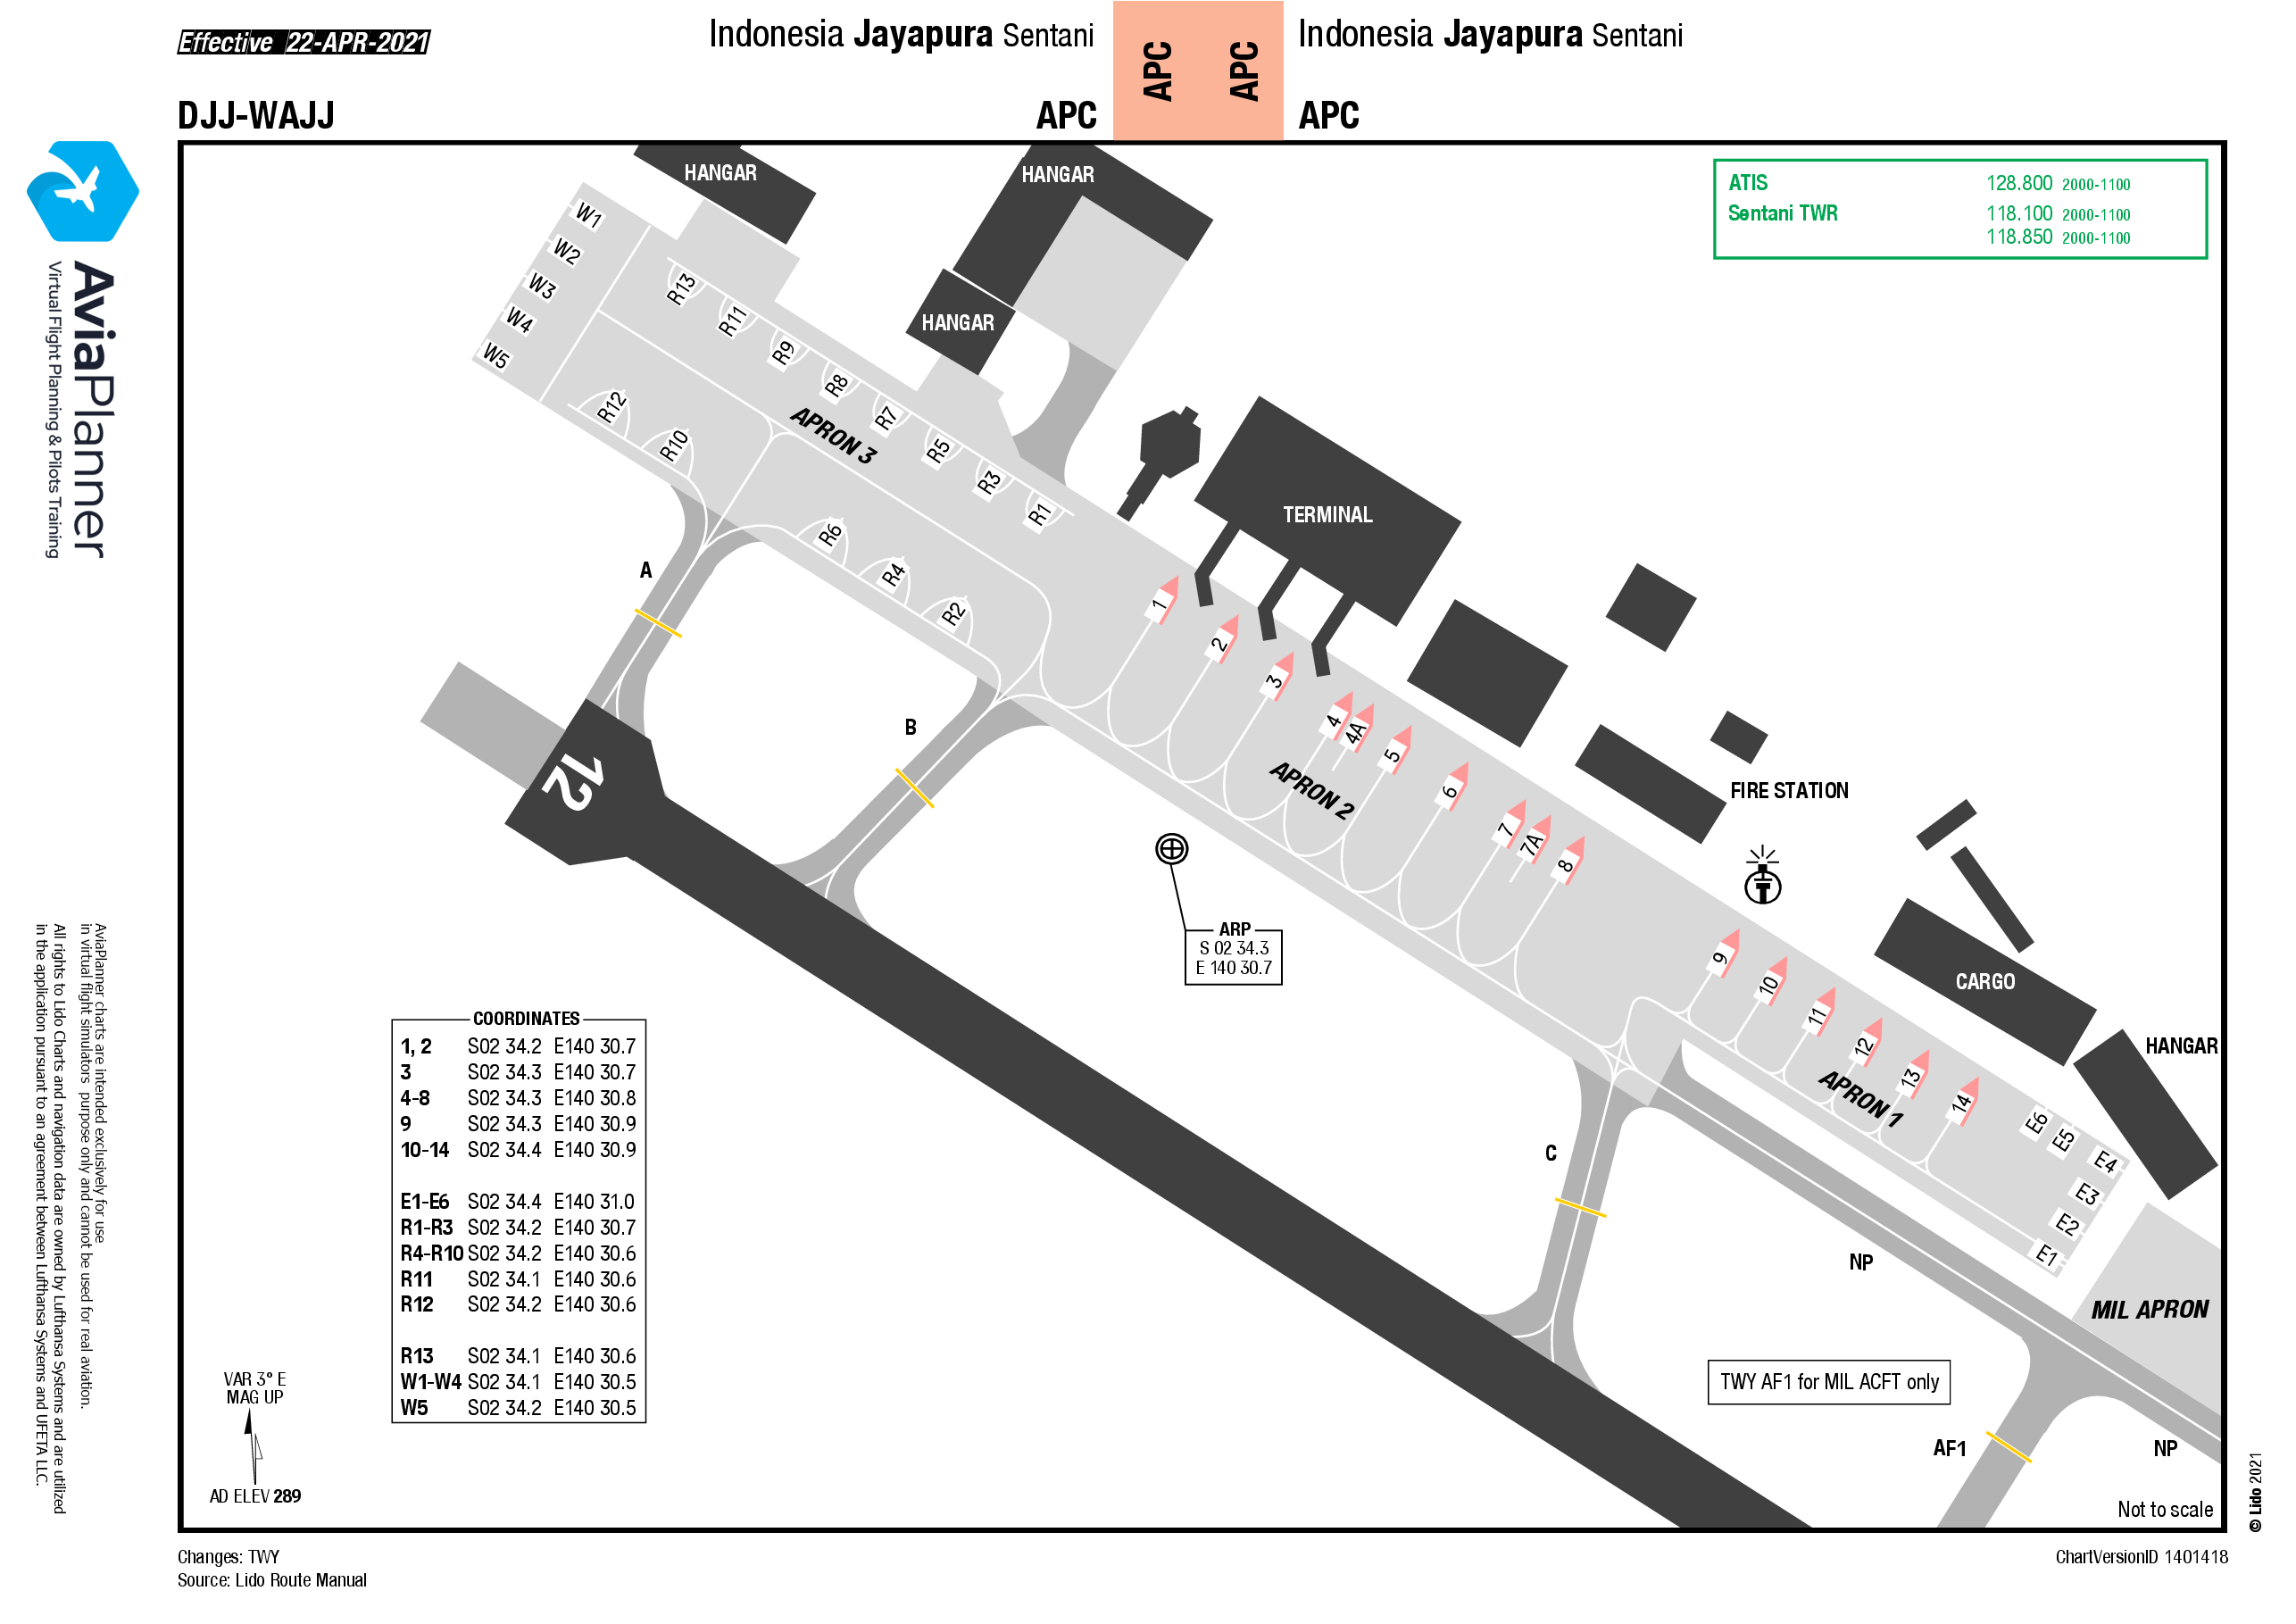 Effective 22-APR-2021
Indonesia Jayapura Sentani
APC
APC
Indonesia Jayapura Sentani
DJJ-WAJJ
APC
APC
AviaPlanner
Virtual Flight Planning & Pilots Training
AviaPlanner charts are intended exclusively for use
in virtual flight simulators purpose only and cannot be used for real aviation.
All rights to Lido Charts and navigation data are owned by Lufthansa Systems and are utilized
in the application pursuant to an agreement between Lufthansa Systems and UFETA LLC.
ATIS 128.800 2000-1100
Sentani TWR 118.100 2000-1100
118.850 2000-1100
HANGAR
HANGAR
HANGAR
W1
W2
W3
W4
W5
R13
R11
R9
R8
R7
R5
R3
R1
R12
R10
R6
R4
R2
APRON 3
TERMINAL
A
B
12
1
2
3
4
4A
5
6
7
7A
8
APRON 2
FIRE STATION
ARP
S 02 34.3
E 140 30.7
9
10
11
12
13
14
APRON 1
CARGO
HANGAR
E6
E5
E4
E3
E2
E1
C
NP
MIL APRON
TWY AF1 for MIL ACFT only
AF1
NP
COORDINATES
1, 2 S02 34.2 E140 30.7
3 S02 34.3 E140 30.7
4-8 S02 34.3 E140 30.8
9 S02 34.3 E140 30.9
10-14 S02 34.4 E140 30.9
E1-E6 S02 34.4 E140 31.0
R1-R3 S02 34.2 E140 30.7
R4-R10 S02 34.2 E140 30.6
R11 S02 34.1 E140 30.6
R12 S02 34.2 E140 30.6
R13 S02 34.1 E140 30.6
W1-W4 S02 34.1 E140 30.5
W5 S02 34.2 E140 30.5
VAR 3° E
MAG UP
AD ELEV 289
Not to scale
© Lido 2021
Changes: TWY
Source: Lido Route Manual
ChartVersionID 1401418